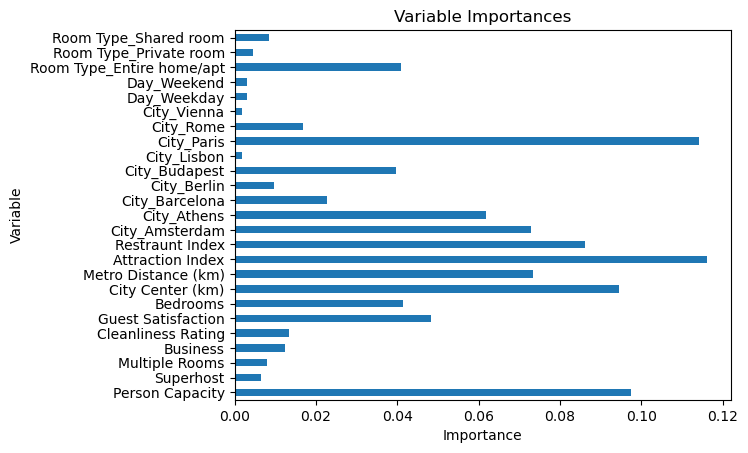 Variable Importances
Room Type_Shared room
Room Type_Private room
Room Type_Entire home/apt
Day_Weekend
Day_Weekday
City_Vienna
City_Rome
City_Paris
City_Lisbon
City_Budapest
City_Berlin
City_Barcelona
City_Athens
City_Amsterdam
Restraunt Index
Attraction Index
Metro Distance (km)
City Center (km)
Bedrooms
Guest Satisfaction
Cleanliness Rating
Business
Multiple Rooms
Superhost
Person Capacity
Variable
0.00 0.02 0.04 0.06 0.08 0.10 0.12
Importance